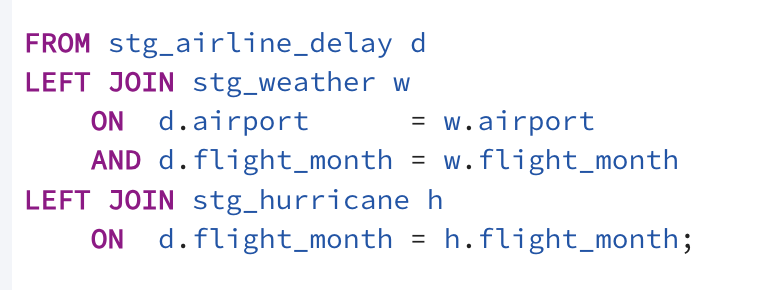 FROM stg_airline_delay d
LEFT JOIN stg_weather w
    ON  d.airport      = w.airport
    AND d.flight_month = w.flight_month
LEFT JOIN stg_hurricane h
    ON  d.flight_month = h.flight_month;